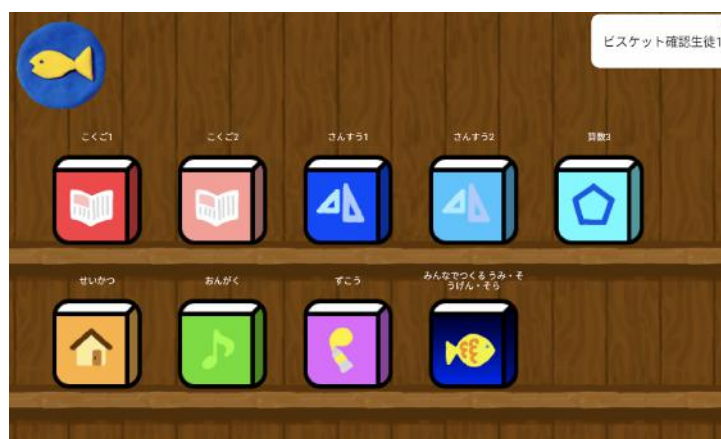 ビスケット確認生徒1
こくご1
こくご2
さんすう1
さんすう2
算数3
せいかつ
おんがく
ずこう
みんなでつくる うみ・そ
うげん・そら